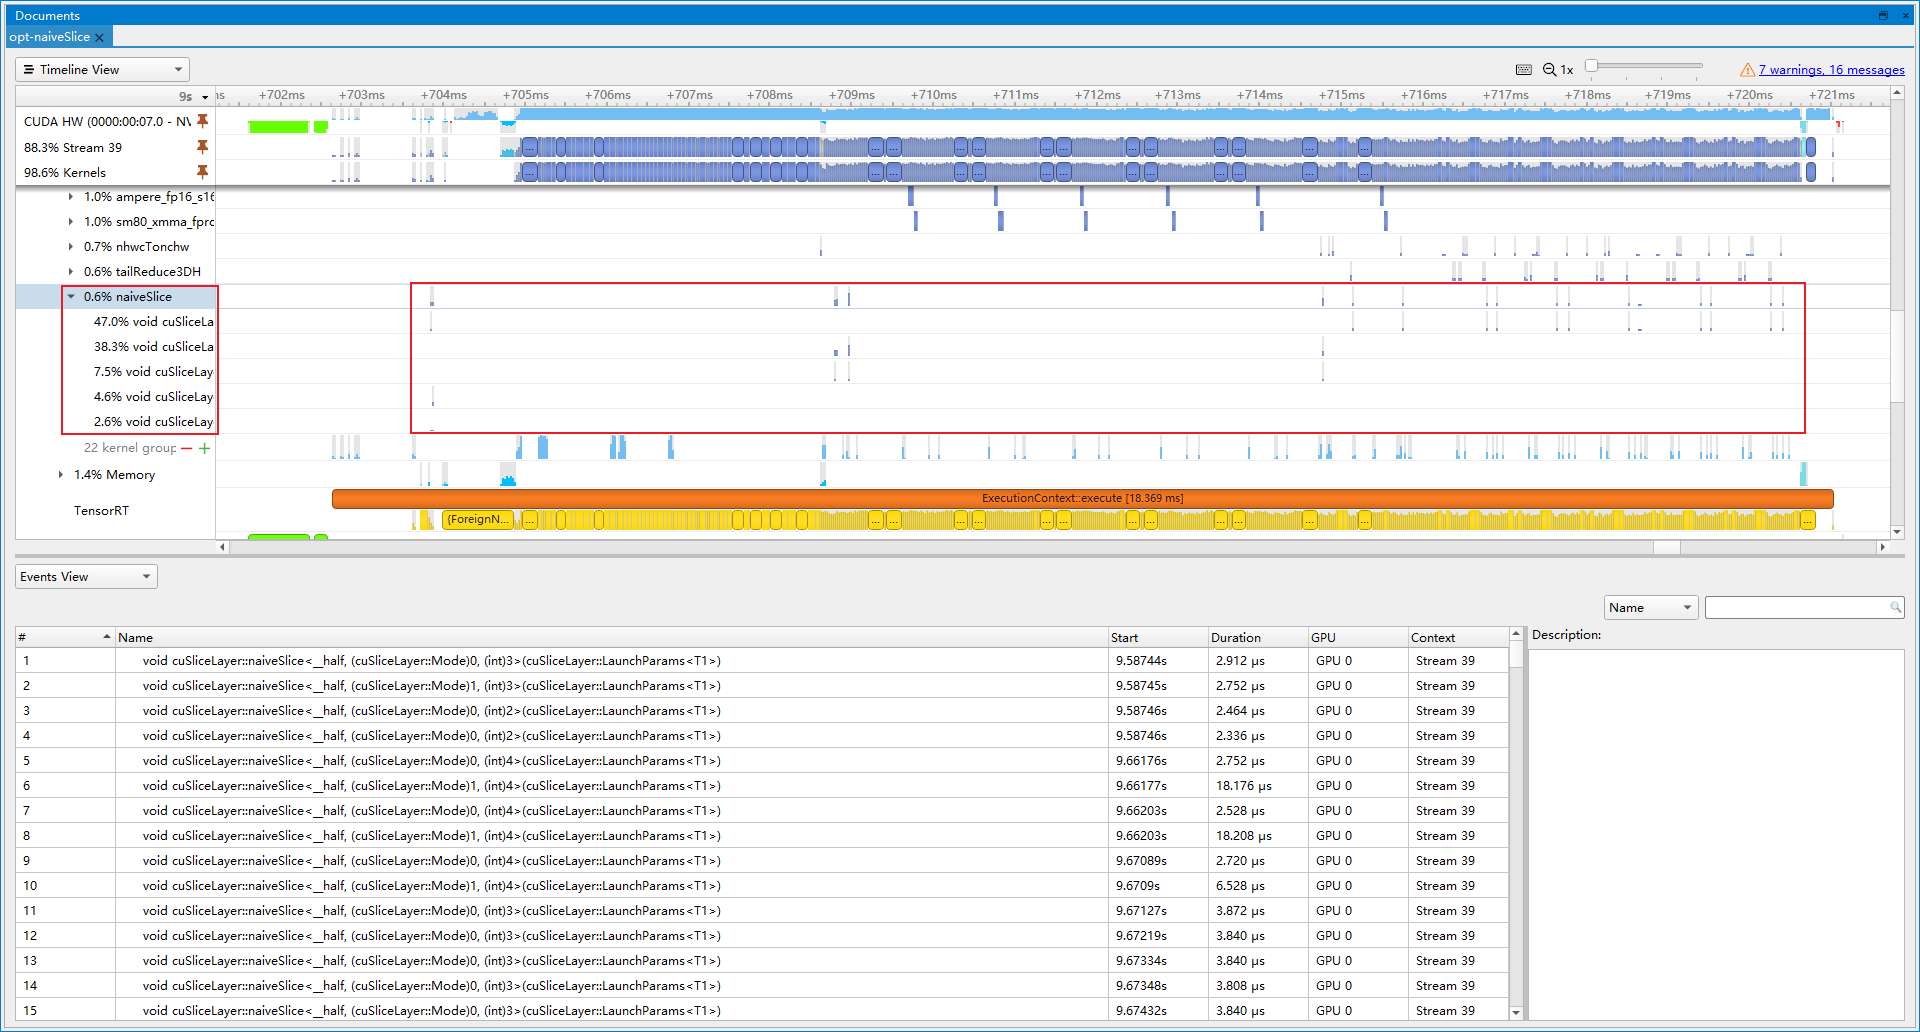 Documents
opt-naiveSlice
Timeline View
1x
7 warnings, 16 messages
9s
+702ms +703ms +704ms +705ms +706ms +707ms +708ms +709ms +710ms +711ms +712ms +713ms +714ms +715ms +716ms +717ms +718ms +719ms +720ms +721ms
CUDA HW (0000:00:07.0 - NV
88.3% Stream 39
98.6% Kernels
1.0% ampere_fp16_s16
1.0% sm80_xmma_fprc
0.7% nhwcTonchw
0.6% tailReduce3DH
0.6% naiveSlice
47.0% void cuSliceLa
38.3% void cuSliceLa
7.5% void cuSliceLay
4.6% void cuSliceLay
2.6% void cuSliceLay
22 kernel group
1.4% Memory
TensorRT
ExecutionContext::execute [18.369 ms]
{ForeignN...
Events View
Name
# Name Start Duration GPU Context
Description:
1 void cuSliceLayer::naiveSlice<__half, (cuSliceLayer::Mode)0, (int)3>(cuSliceLayer::LaunchParams<T1>) 9.58744s 2.912 μs GPU 0 Stream 39
2 void cuSliceLayer::naiveSlice<__half, (cuSliceLayer::Mode)1, (int)3>(cuSliceLayer::LaunchParams<T1>) 9.58745s 2.752 μs GPU 0 Stream 39
3 void cuSliceLayer::naiveSlice<__half, (cuSliceLayer::Mode)0, (int)2>(cuSliceLayer::LaunchParams<T1>) 9.58746s 2.464 μs GPU 0 Stream 39
4 void cuSliceLayer::naiveSlice<__half, (cuSliceLayer::Mode)0, (int)2>(cuSliceLayer::LaunchParams<T1>) 9.58746s 2.336 μs GPU 0 Stream 39
5 void cuSliceLayer::naiveSlice<__half, (cuSliceLayer::Mode)0, (int)4>(cuSliceLayer::LaunchParams<T1>) 9.66176s 2.752 μs GPU 0 Stream 39
6 void cuSliceLayer::naiveSlice<__half, (cuSliceLayer::Mode)1, (int)4>(cuSliceLayer::LaunchParams<T1>) 9.66177s 18.176 μs GPU 0 Stream 39
7 void cuSliceLayer::naiveSlice<__half, (cuSliceLayer::Mode)0, (int)4>(cuSliceLayer::LaunchParams<T1>) 9.66203s 2.528 μs GPU 0 Stream 39
8 void cuSliceLayer::naiveSlice<__half, (cuSliceLayer::Mode)1, (int)4>(cuSliceLayer::LaunchParams<T1>) 9.66203s 18.208 μs GPU 0 Stream 39
9 void cuSliceLayer::naiveSlice<__half, (cuSliceLayer::Mode)0, (int)4>(cuSliceLayer::LaunchParams<T1>) 9.67089s 2.720 μs GPU 0 Stream 39
10 void cuSliceLayer::naiveSlice<__half, (cuSliceLayer::Mode)1, (int)4>(cuSliceLayer::LaunchParams<T1>) 9.6709s 6.528 μs GPU 0 Stream 39
11 void cuSliceLayer::naiveSlice<__half, (cuSliceLayer::Mode)0, (int)3>(cuSliceLayer::LaunchParams<T1>) 9.67127s 3.872 μs GPU 0 Stream 39
12 void cuSliceLayer::naiveSlice<__half, (cuSliceLayer::Mode)0, (int)3>(cuSliceLayer::LaunchParams<T1>) 9.67219s 3.840 μs GPU 0 Stream 39
13 void cuSliceLayer::naiveSlice<__half, (cuSliceLayer::Mode)0, (int)3>(cuSliceLayer::LaunchParams<T1>) 9.67334s 3.840 μs GPU 0 Stream 39
14 void cuSliceLayer::naiveSlice<__half, (cuSliceLayer::Mode)0, (int)3>(cuSliceLayer::LaunchParams<T1>) 9.67348s 3.808 μs GPU 0 Stream 39
15 void cuSliceLayer::naiveSlice<__half, (cuSliceLayer::Mode)0, (int)3>(cuSliceLayer::LaunchParams<T1>) 9.67432s 3.840 μs GPU 0 Stream 39